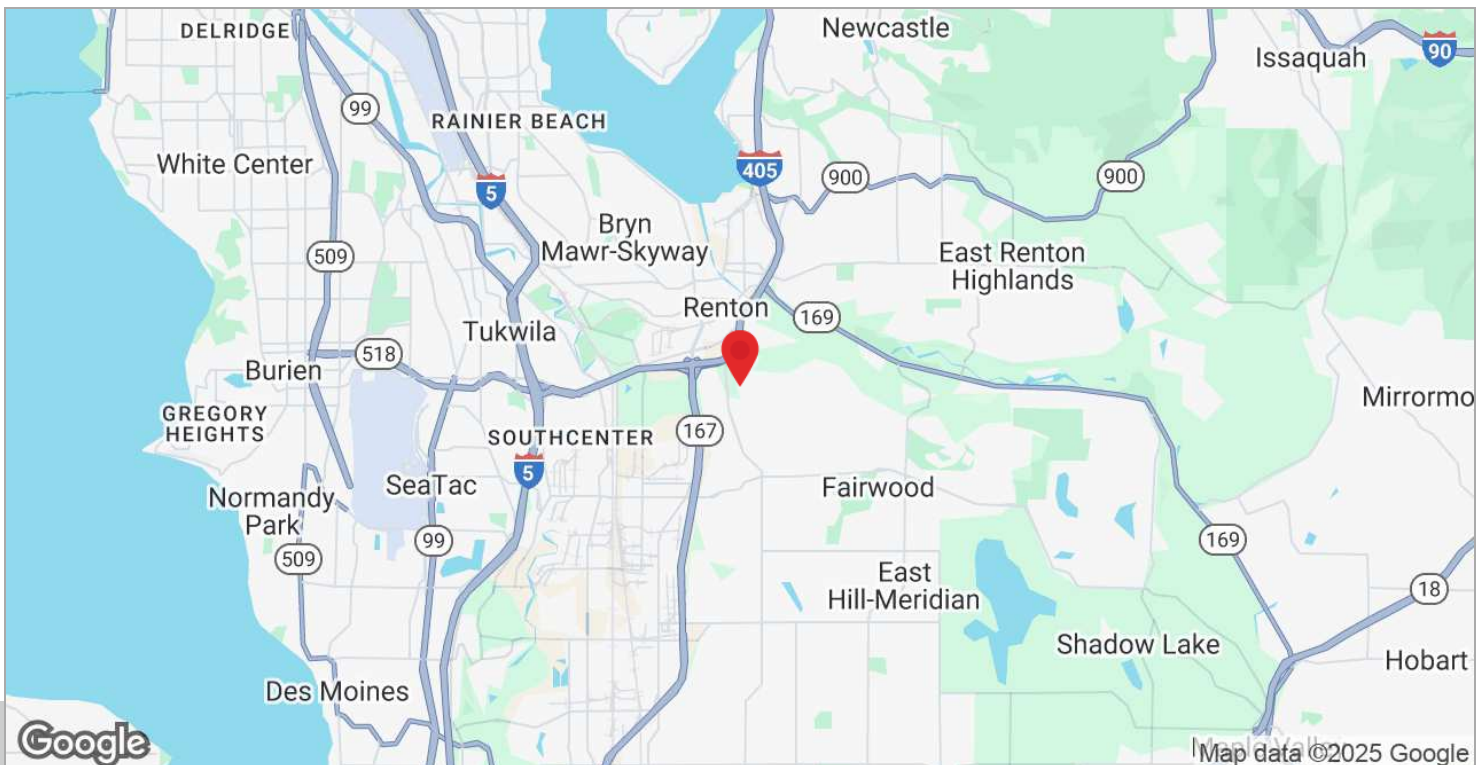 DELRIDGE
Newcastle
90
Issaquah
99
RAINIER BEACH
White Center
405
900
900
5
Bryn
Mawr-Skyway
509
East Renton
Highlands
Renton
169
Tukwila
518
Burien
Mirrormo
GREGORY
HEIGHTS
SOUTHCENTER
167
5
SeaTac
Fairwood
Normandy
Park
99
169
509
East
Hill-Meridian
18
Shadow Lake
Hobart
Des Moines
Google
Map data ©2025 Google